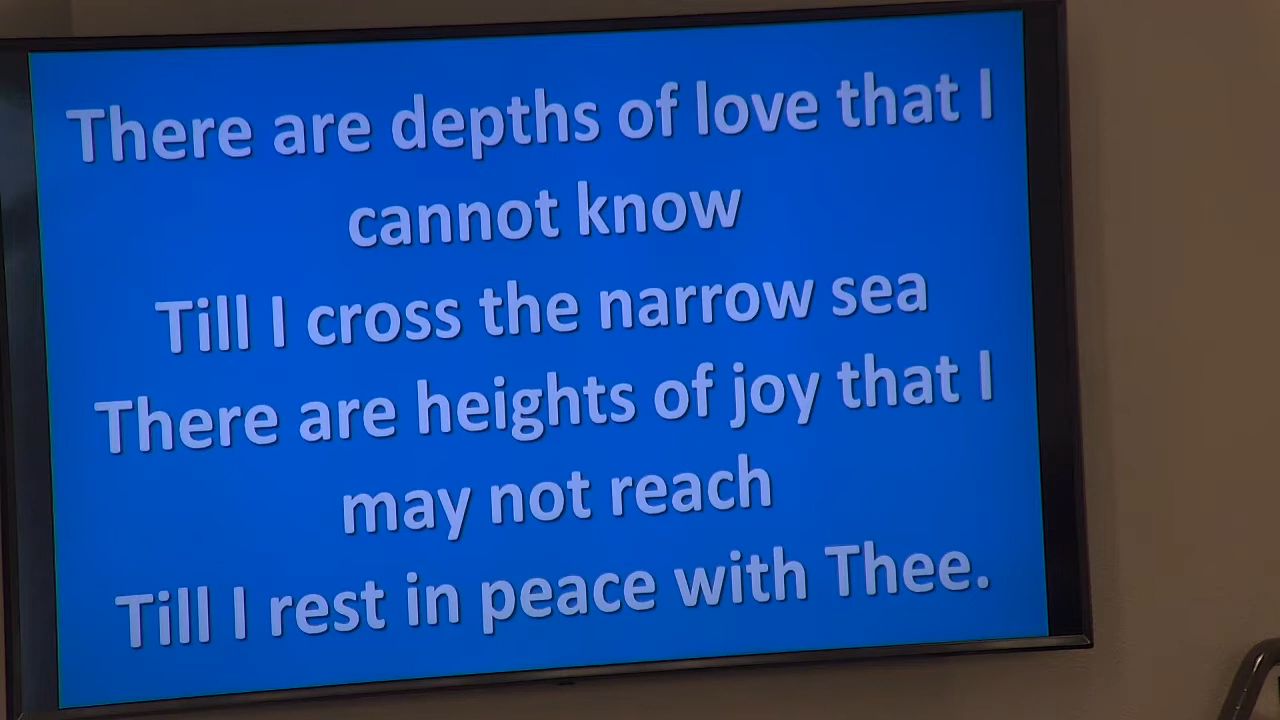 There are depths of love that I
cannot know
Till I cross the narrow sea
There are heights of joy that I
may not reach
Till I rest in peace with Thee.